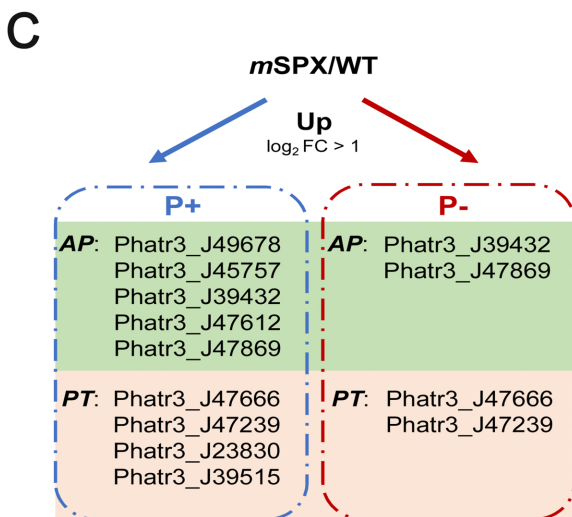 C
mSPX/WT
Up
log₂ FC > 1
P+
AP: Phatr3_J49678
Phatr3_J45757
Phatr3_J39432
Phatr3_J47612
Phatr3_J47869
PT: Phatr3_J47666
Phatr3_J47239
Phatr3_J23830
Phatr3_J39515
P-
AP: Phatr3_J39432
Phatr3_J47869
PT: Phatr3_J47666
Phatr3_J47239